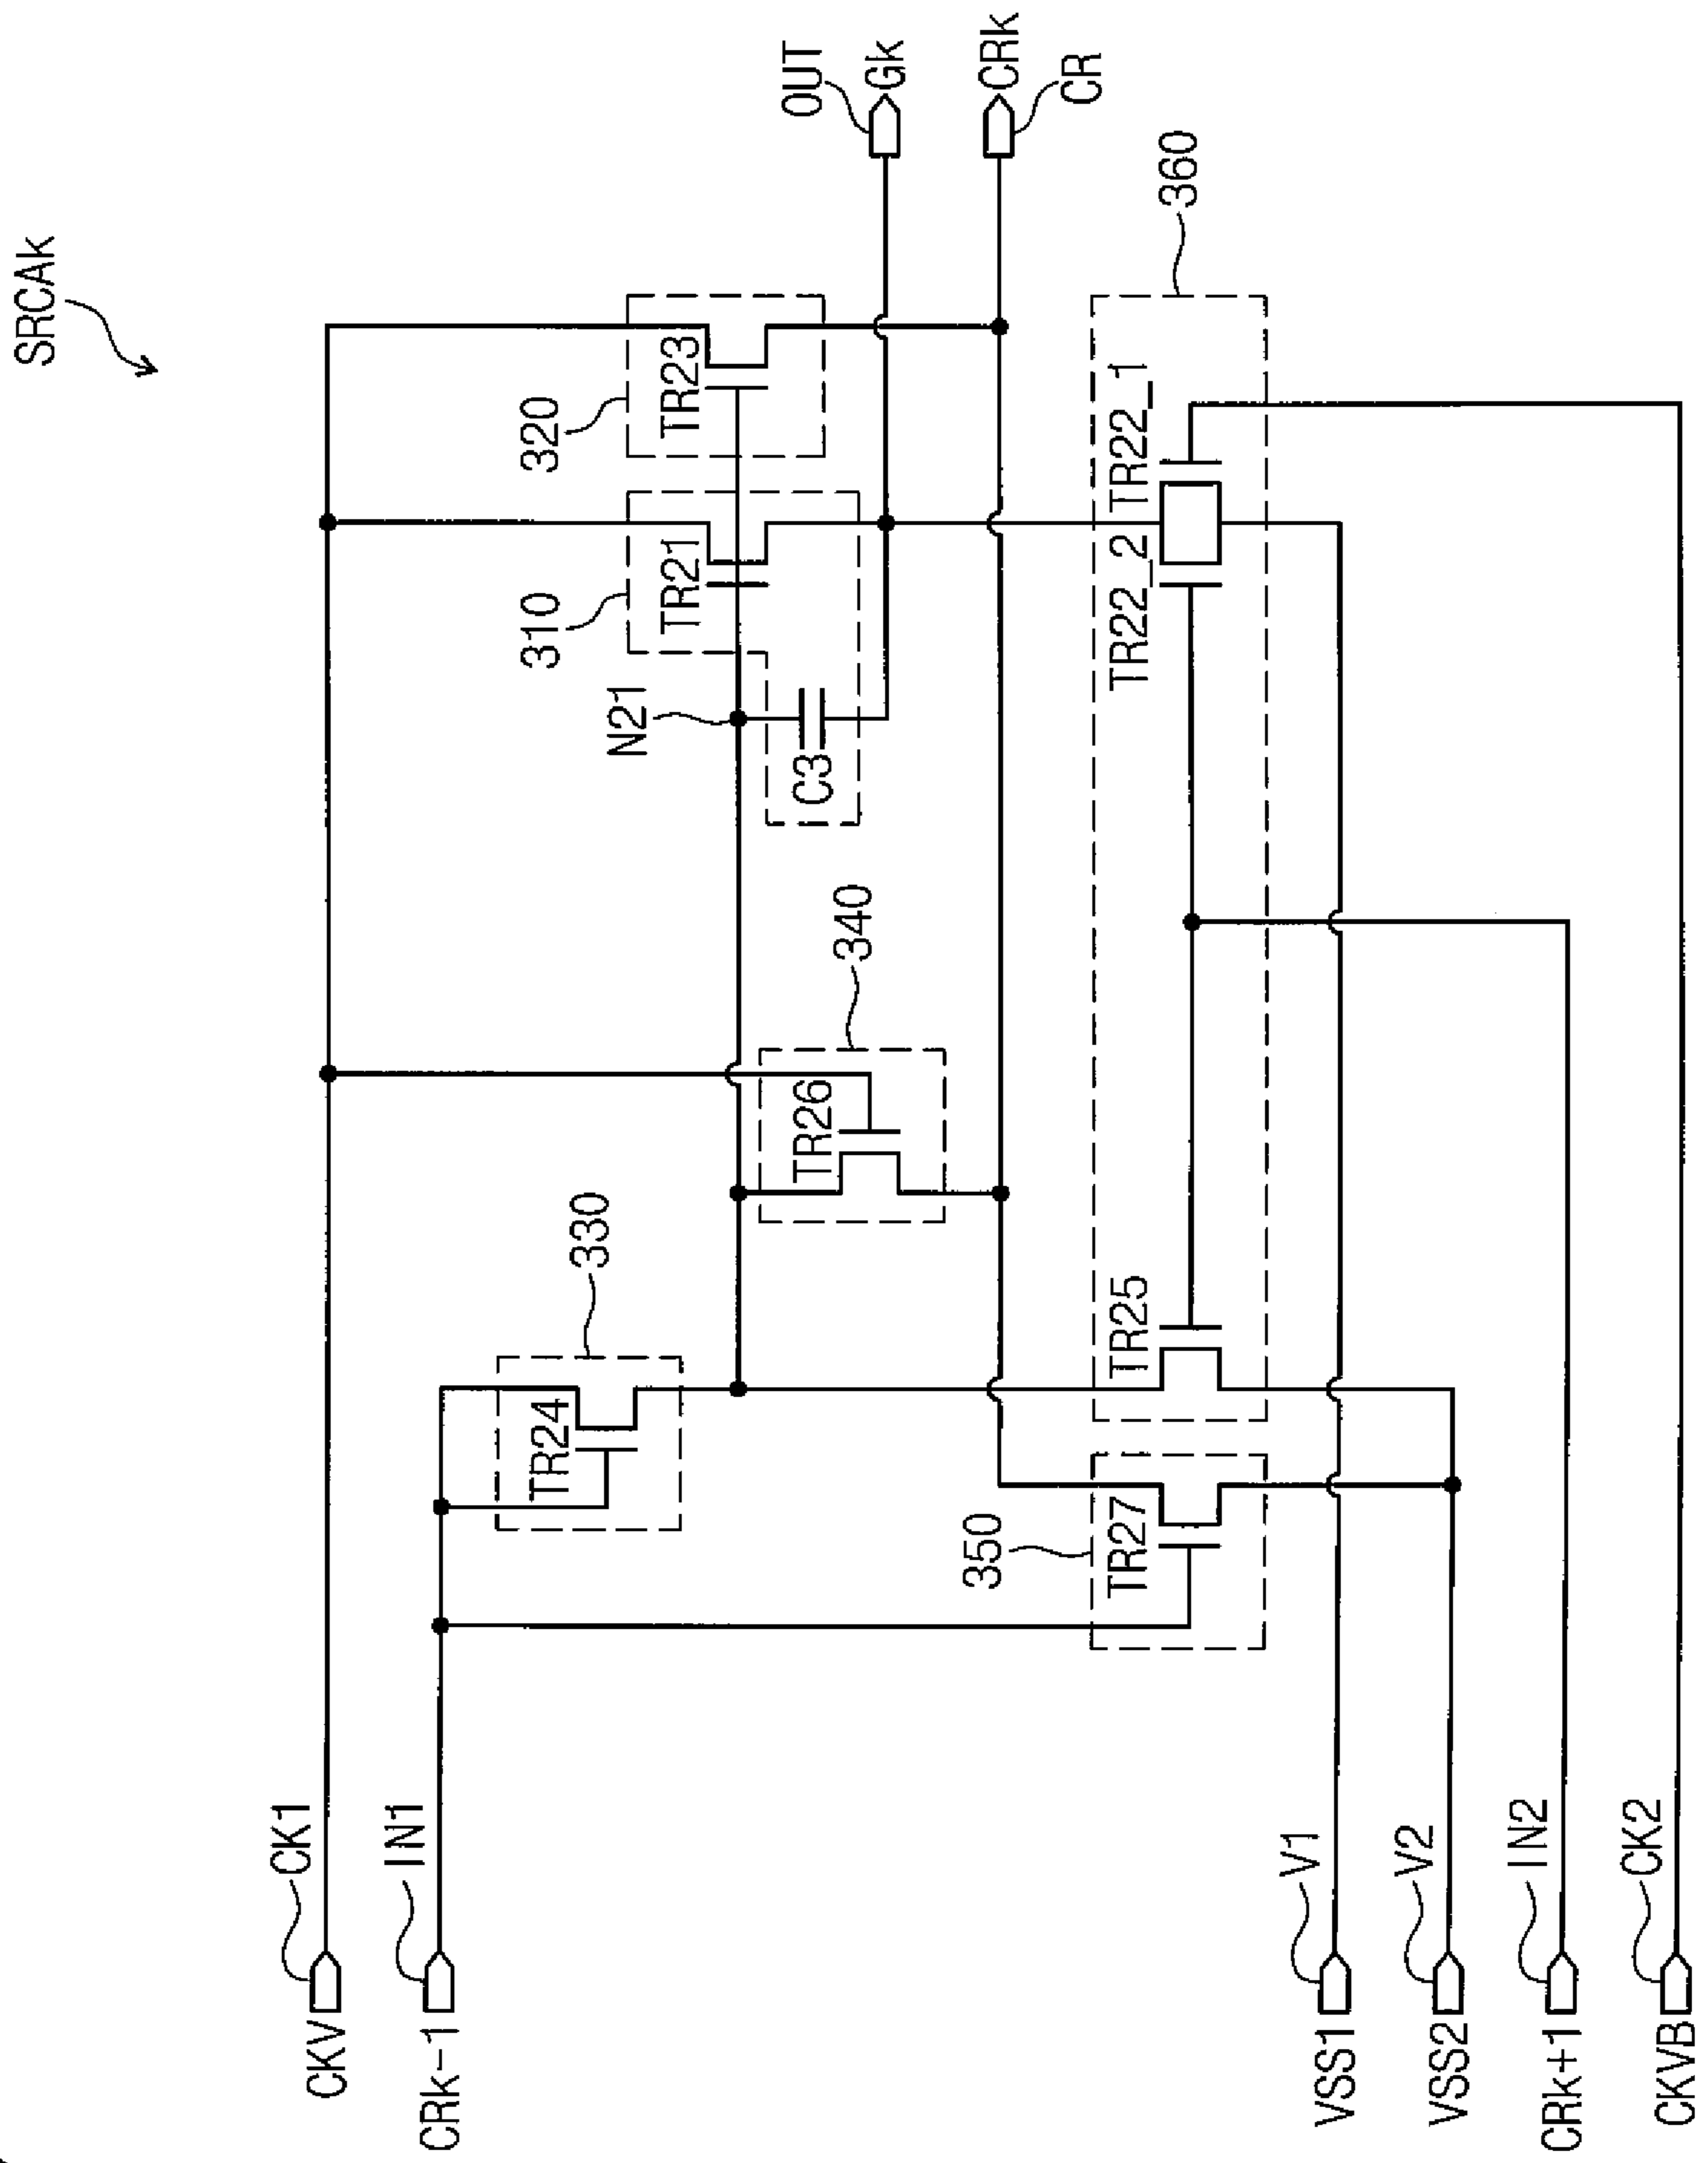 SRCAk
CKV
CK1
CRk-1
IN1
330
TR24
N21
310
TR21
320
TR23
340
TR26
C3
OUT
Gk
CRk
CR
350
TR27
TR25
TR22_2
TR22_1
360
VSS1
V1
VSS2
V2
CRk+1
IN2
CKVB
CK2